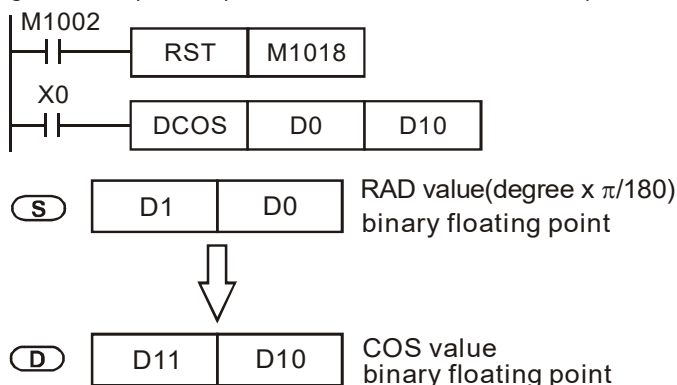 M1002
RST M1018
X0
DCOS D0 D10
S D1 D0 RAD value(degree x π/180)
binary floating point
D D11 D10 COS value
binary floating point